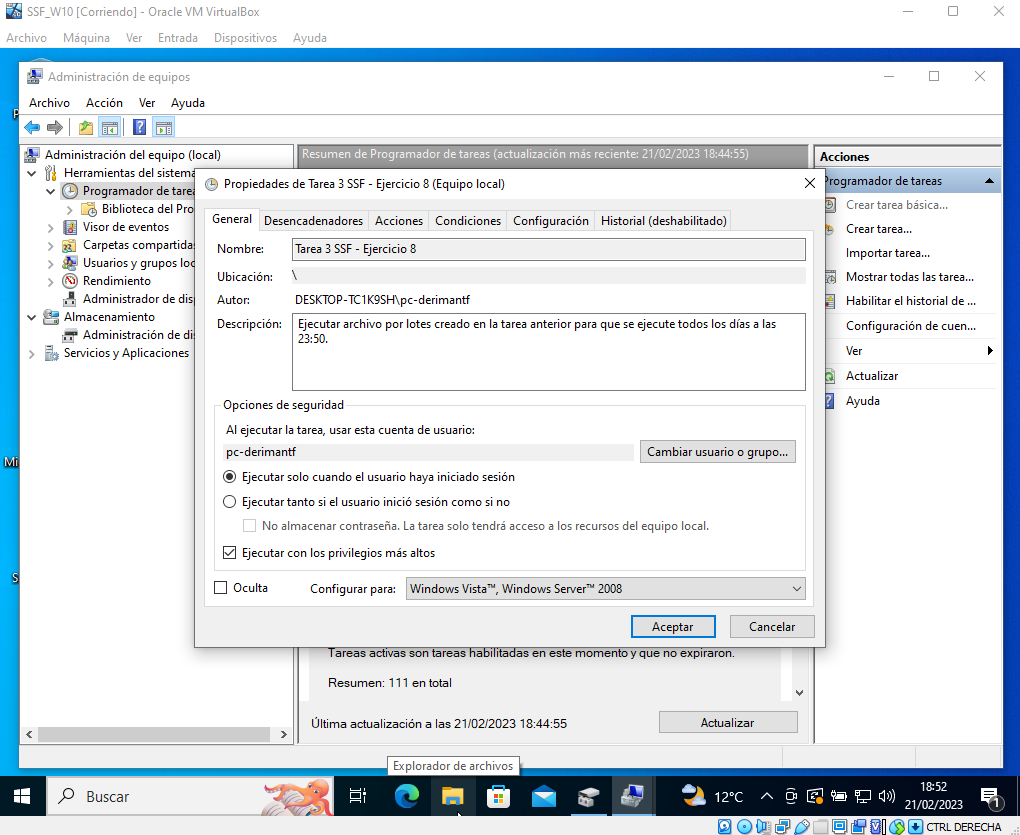 SSF_W10 [Corriendo] - Oracle VM VirtualBox
Archivo Máquina Ver Entrada Dispositivos Ayuda
Administración de equipos
Archivo Acción Ver Ayuda
Administración del equipo (local)
Herramientas del sistema
Programador de tarea
Biblioteca del Pro
Visor de eventos
Carpetas compartidas
Usuarios y grupos loc
Rendimiento
Administrador de dis
Almacenamiento
Administración de di
Servicios y Aplicaciones
Resumen de Programador de tareas (actualización más reciente: 21/02/2023 18:44:55)
Propiedades de Tarea 3 SSF - Ejercicio 8 (Equipo local)
General Desencadenadores Acciones Condiciones Configuración Historial (deshabilitado)
Nombre: Tarea 3 SSF - Ejercicio 8
Ubicación: \
Autor: DESKTOP-TC1K9SH\pc-derimantf
Descripción: Ejecutar archivo por lotes creado en la tarea anterior para que se ejecute todos los días a las
23:50.
Opciones de seguridad
Al ejecutar la tarea, usar esta cuenta de usuario:
pc-derimantf Cambiar usuario o grupo...
Ejecutar solo cuando el usuario haya iniciado sesión
Ejecutar tanto si el usuario inició sesión como si no
No almacenar contraseña. La tarea solo tendrá acceso a los recursos del equipo local.
Ejecutar con los privilegios más altos
Oculta Configurar para: Windows Vista™, Windows Server™ 2008
Aceptar Cancelar
Tareas activas son tareas habilitadas en este momento y que no expiraron.
Resumen: 111 en total
Última actualización a las 21/02/2023 18:44:55 Actualizar
Acciones
Programador de tareas
Crear tarea básica...
Crear tarea...
Importar tarea...
Mostrar todas las tareas...
Habilitar el historial de ...
Configuración de cuen...
Ver
Actualizar
Ayuda
Mi
S
Explorador de archivos
Buscar
12°C
18:52
21/02/2023
1
CTRL DERECHA